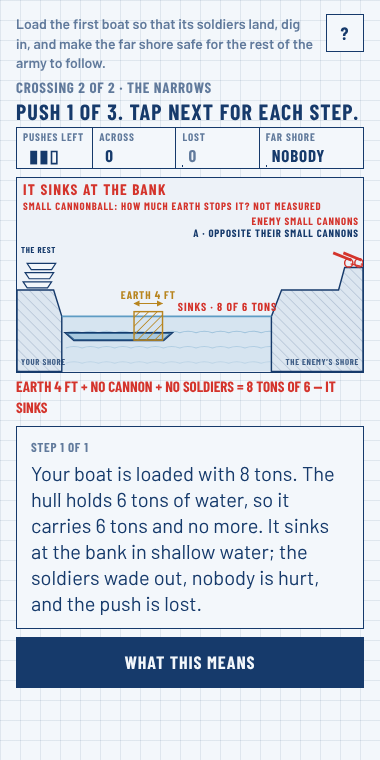 Load the first boat so that its soldiers land, dig
in, and make the far shore safe for the rest of the
army to follow.
?
CROSSING 2 OF 2 · THE NARROWS
PUSH 1 OF 3. TAP NEXT FOR EACH STEP.
PUSHES LEFT
ACROSS
0
LOST
0
FAR SHORE
NOBODY
IT SINKS AT THE BANK
SMALL CANNONBALL: HOW MUCH EARTH STOPS IT? NOT MEASURED
ENEMY SMALL CANNONS
A · OPPOSITE THEIR SMALL CANNON
THE REST
EARTH 4 FT
SINKS · 8 OF 6 TONS
YOUR SHORE
THE ENEMY'S SHORE
EARTH 4 FT + NO CANNON + NO SOLDIERS = 8 TONS OF 6 — IT
SINKS
STEP 1 OF 1
Your boat is loaded with 8 tons. The
hull holds 6 tons of water, so it
carries 6 tons and no more. It sinks
at the bank in shallow water; the
soldiers wade out, nobody is hurt,
and the push is lost.
WHAT THIS MEANS